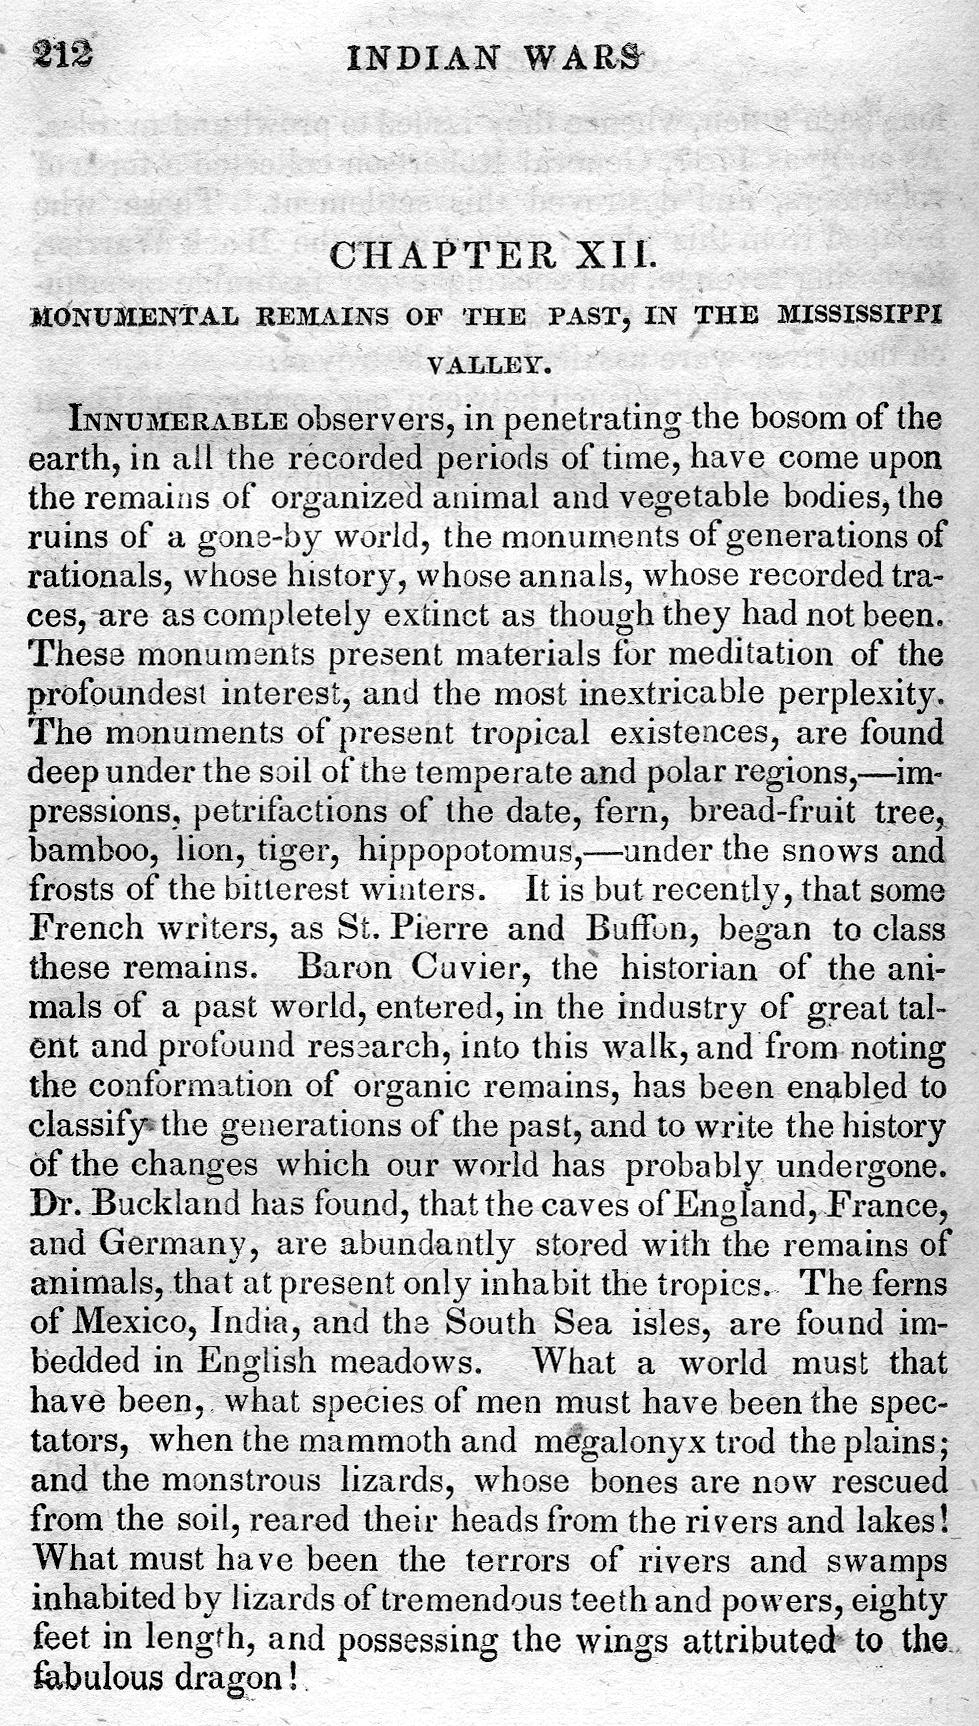 212 INDIAN WARS
CHAPTER XII.
MONUMENTAL REMAINS OF THE PAST, IN THE MISSISSIPPI
VALLEY.
INNUMERABLE observers, in penetrating the bosom of the
earth, in all the recorded periods of time, have come upon
the remains of organized animal and vegetable bodies, the
ruins of a gone-by world, the monuments of generations of
rationals, whose history, whose annals, whose recorded tra-
ces, are as completely extinct as though they had not been.
These monuments present materials for meditation of the
profoundest interest, and the most inextricable perplexity.
The monuments of present tropical existences, are found
deep under the soil of the temperate and polar regions,—im-
pressions, petrifactions of the date, fern, bread-fruit tree,
bamboo, lion, tiger, hippopotomus,—under the snows and
frosts of the bitterest winters. It is but recently, that some
French writers, as St. Pierre and Buffon, began to class
these remains. Baron Cuvier, the historian of the ani-
mals of a past world, entered, in the industry of great tal-
ent and profound research, into this walk, and from noting
the conformation of organic remains, has been enabled to
classify the generations of the past, and to write the history
of the changes which our world has probably undergone.
Dr. Buckland has found, that the caves of England, France,
and Germany, are abundantly stored with the remains of
animals, that at present only inhabit the tropics. The ferns
of Mexico, India, and the South Sea isles, are found im-
bedded in English meadows. What a world must that
have been, what species of men must have been the spec-
tators, when the mammoth and megalonyx trod the plains;
and the monstrous lizards, whose bones are now rescued
from the soil, reared their heads from the rivers and lakes!
What must have been the terrors of rivers and swamps
inhabited by lizards of tremendous teeth and powers, eighty
feet in length, and possessing the wings attributed to the
fabulous dragon!